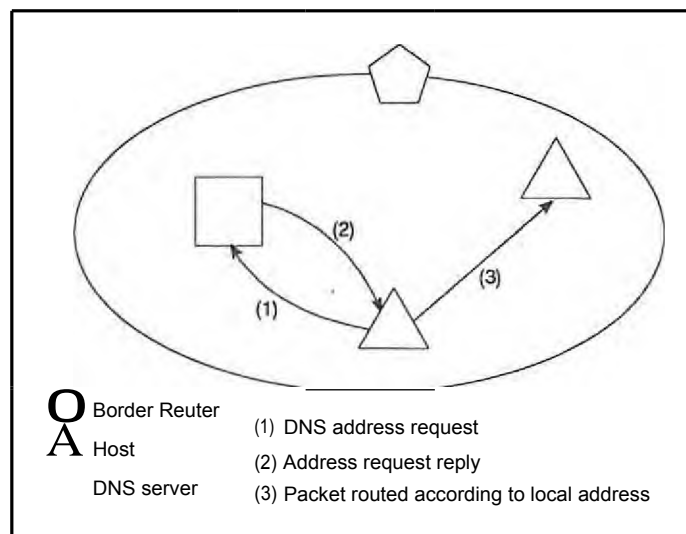 (2)
(1)
(3)
O Border Reuter
A Host
DNS server
(1) DNS address request
(2) Address request reply
(3) Packet routed according to local address